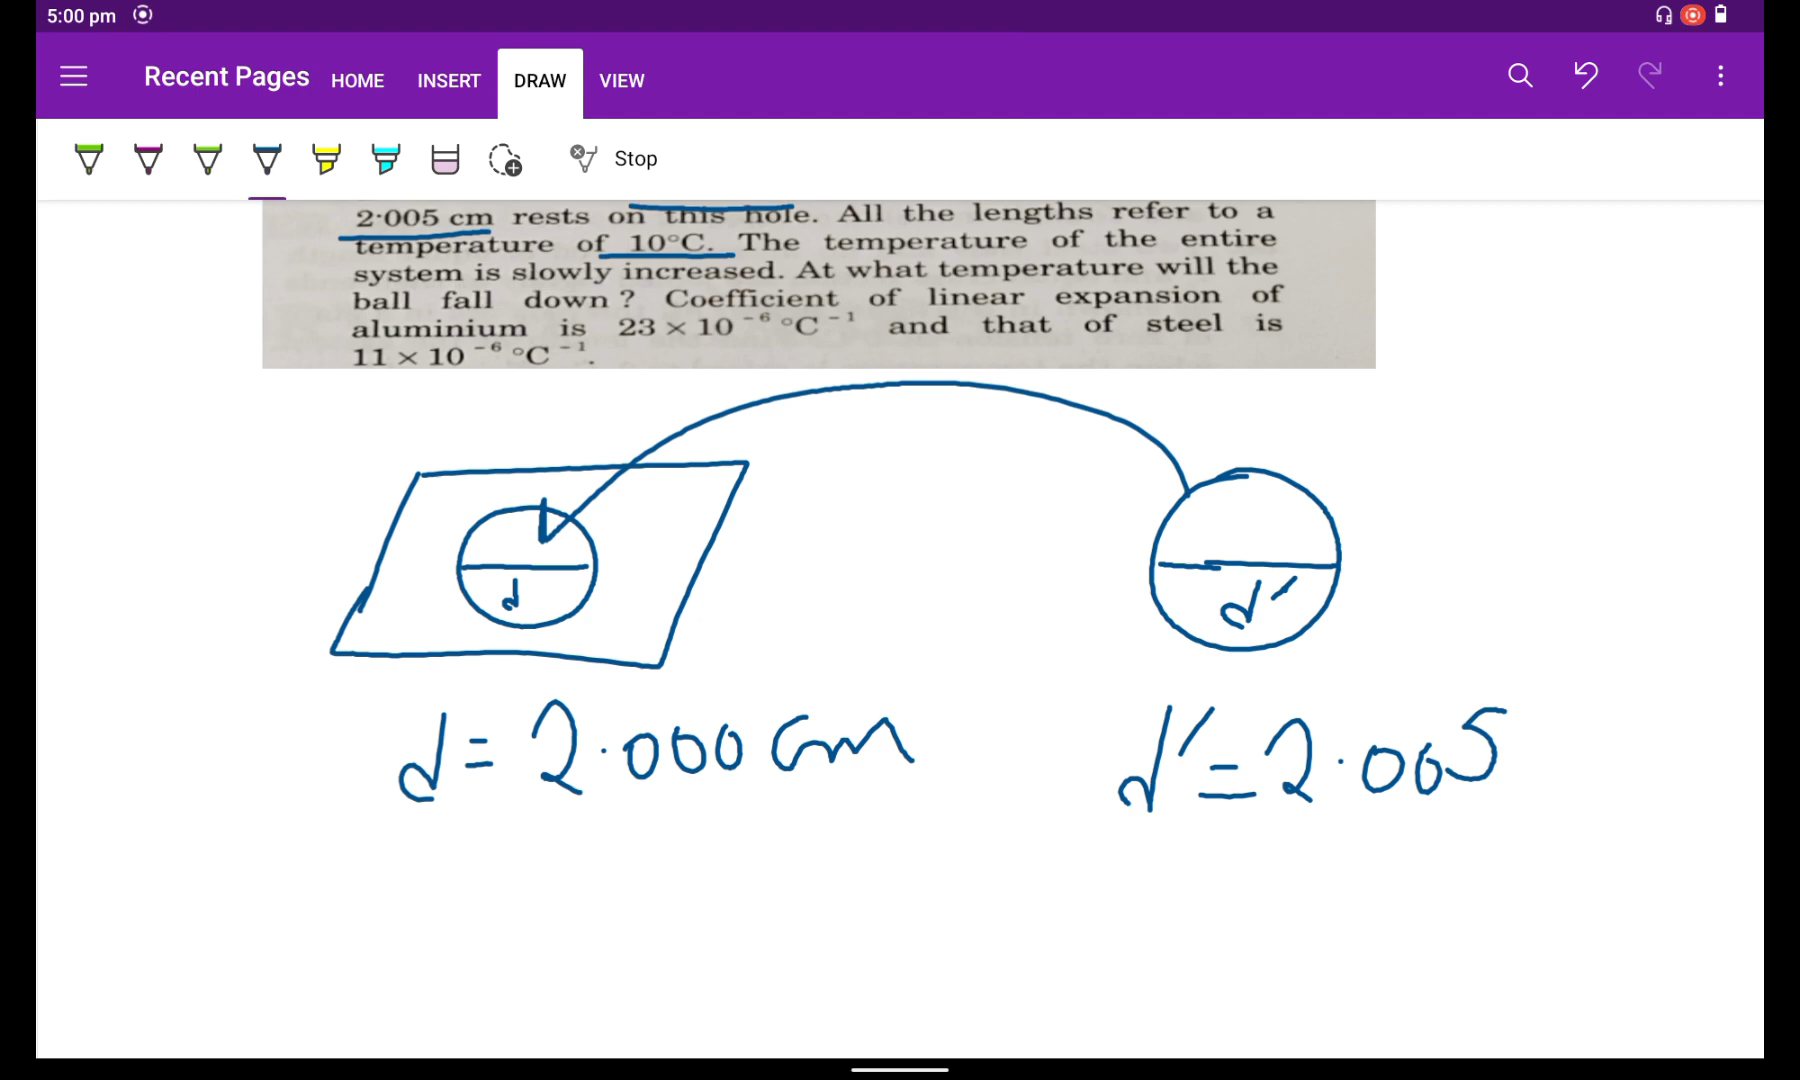 5:00 pm
Recent Pages HOME INSERT DRAW VIEW
Stop
2·005 cm rests on this hole. All the lengths refer to a
temperature of 10°C. The temperature of the entire
system is slowly increased. At what temperature will the
ball fall down ? Coefficient of linear expansion of
aluminium is 23 × 10 ⁻⁶ °C ⁻¹ and that of steel is
11 × 10 ⁻⁶ °C ⁻¹.
d
d'
d = 2.000 cm
d' = 2.005